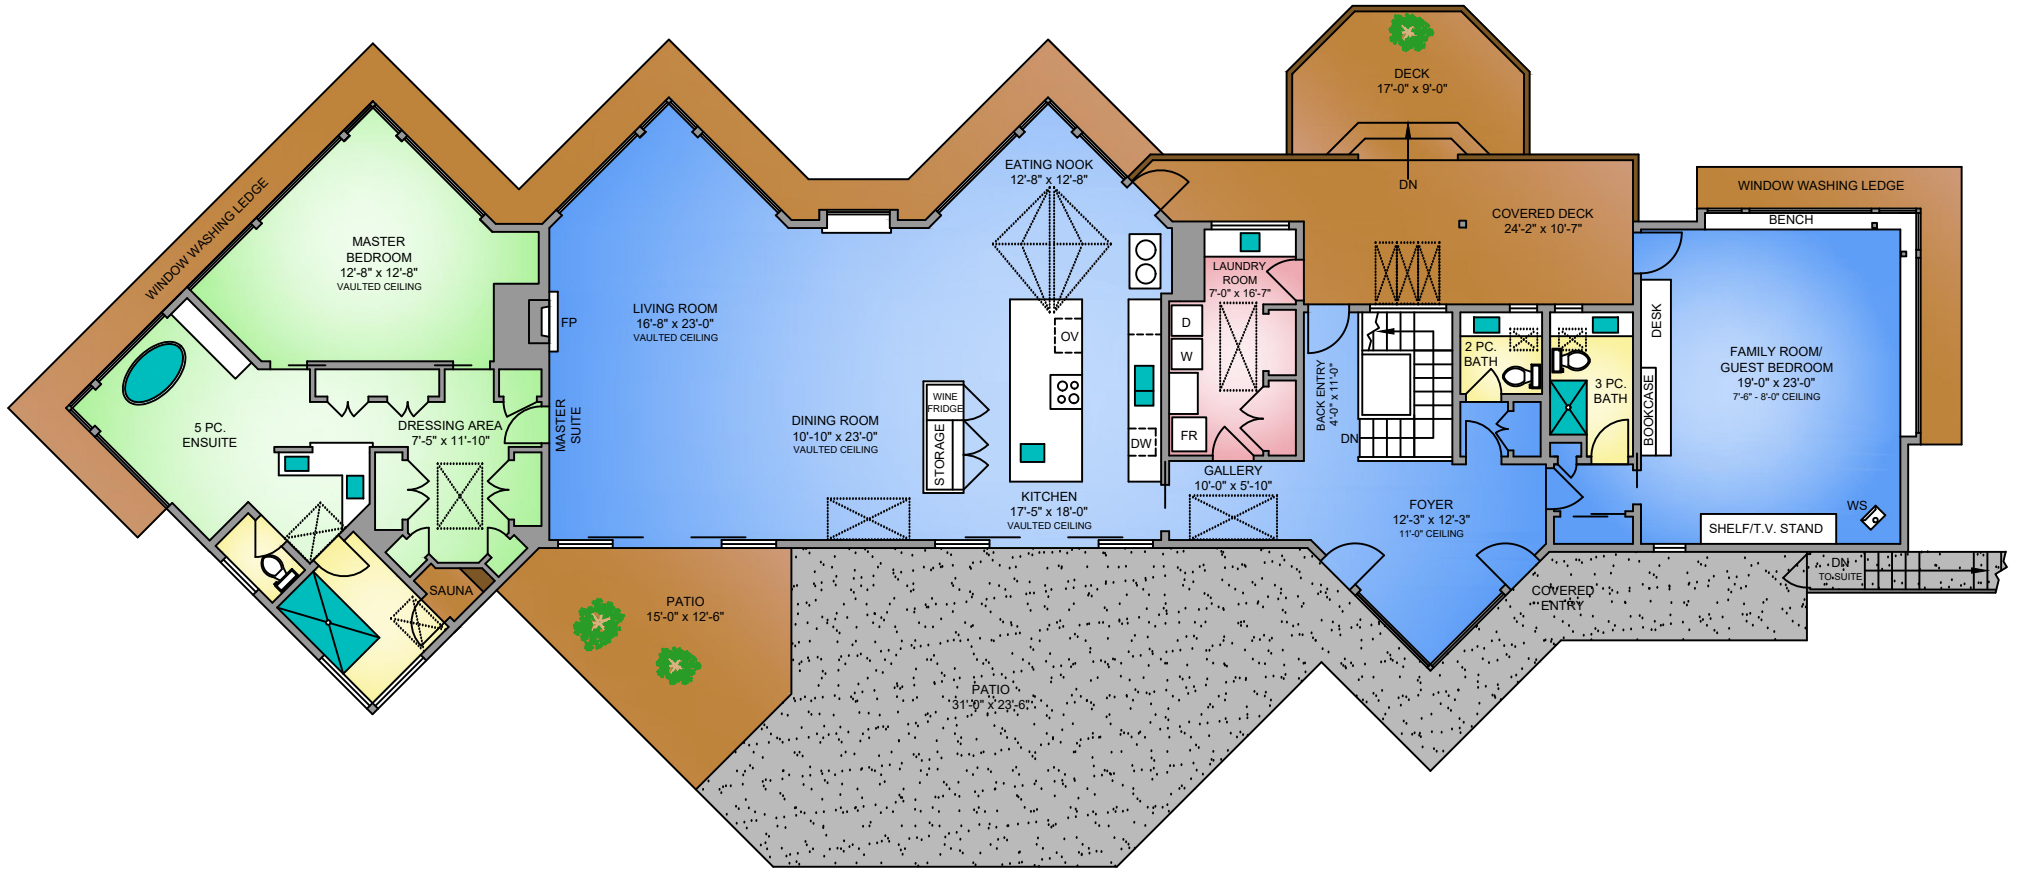 DECK
17'-0" x 9'-0"
WINDOW WASHING LEDGE
MASTER
BEDROOM
12'-8" x 12'-8"
VAULTED CEILING
EATING NOOK
12'-8" x 12'-8"
DN
COVERED DECK
24'-2" x 10'-7"
WINDOW WASHING LEDGE
BENCH
LAUNDRY
ROOM
7'-0" x 16'-7"
LIVING ROOM
16'-8" x 23'-0"
VAULTED CEILING
FP
OV
D
W
FR
DW
BACK ENTRY
4'-0" x 11'-0"
DN
2 PC.
BATH
3 PC.
BATH
DESK
BOOKCASE
FAMILY ROOM/
GUEST BEDROOM
19'-0" x 23'-0"
7'-6" - 8'-0" CEILING
5 PC.
ENSUITE
DRESSING AREA
7'-5" x 11'-10"
MASTER
SUITE
DINING ROOM
10'-10" x 23'-0"
VAULTED CEILING
WINE
FRIDGE
STORAGE
KITCHEN
17'-5" x 18'-0"
VAULTED CEILING
GALLERY
10'-0" x 5'-10"
FOYER
12'-3" x 12'-3"
11'-0" CEILING
WS
SHELF/T.V. STAND
DN
TO SUITE
COVERED
ENTRY
SAUNA
PATIO
15'-0" x 12'-6"
PATIO
31'-0" x 23'-6"